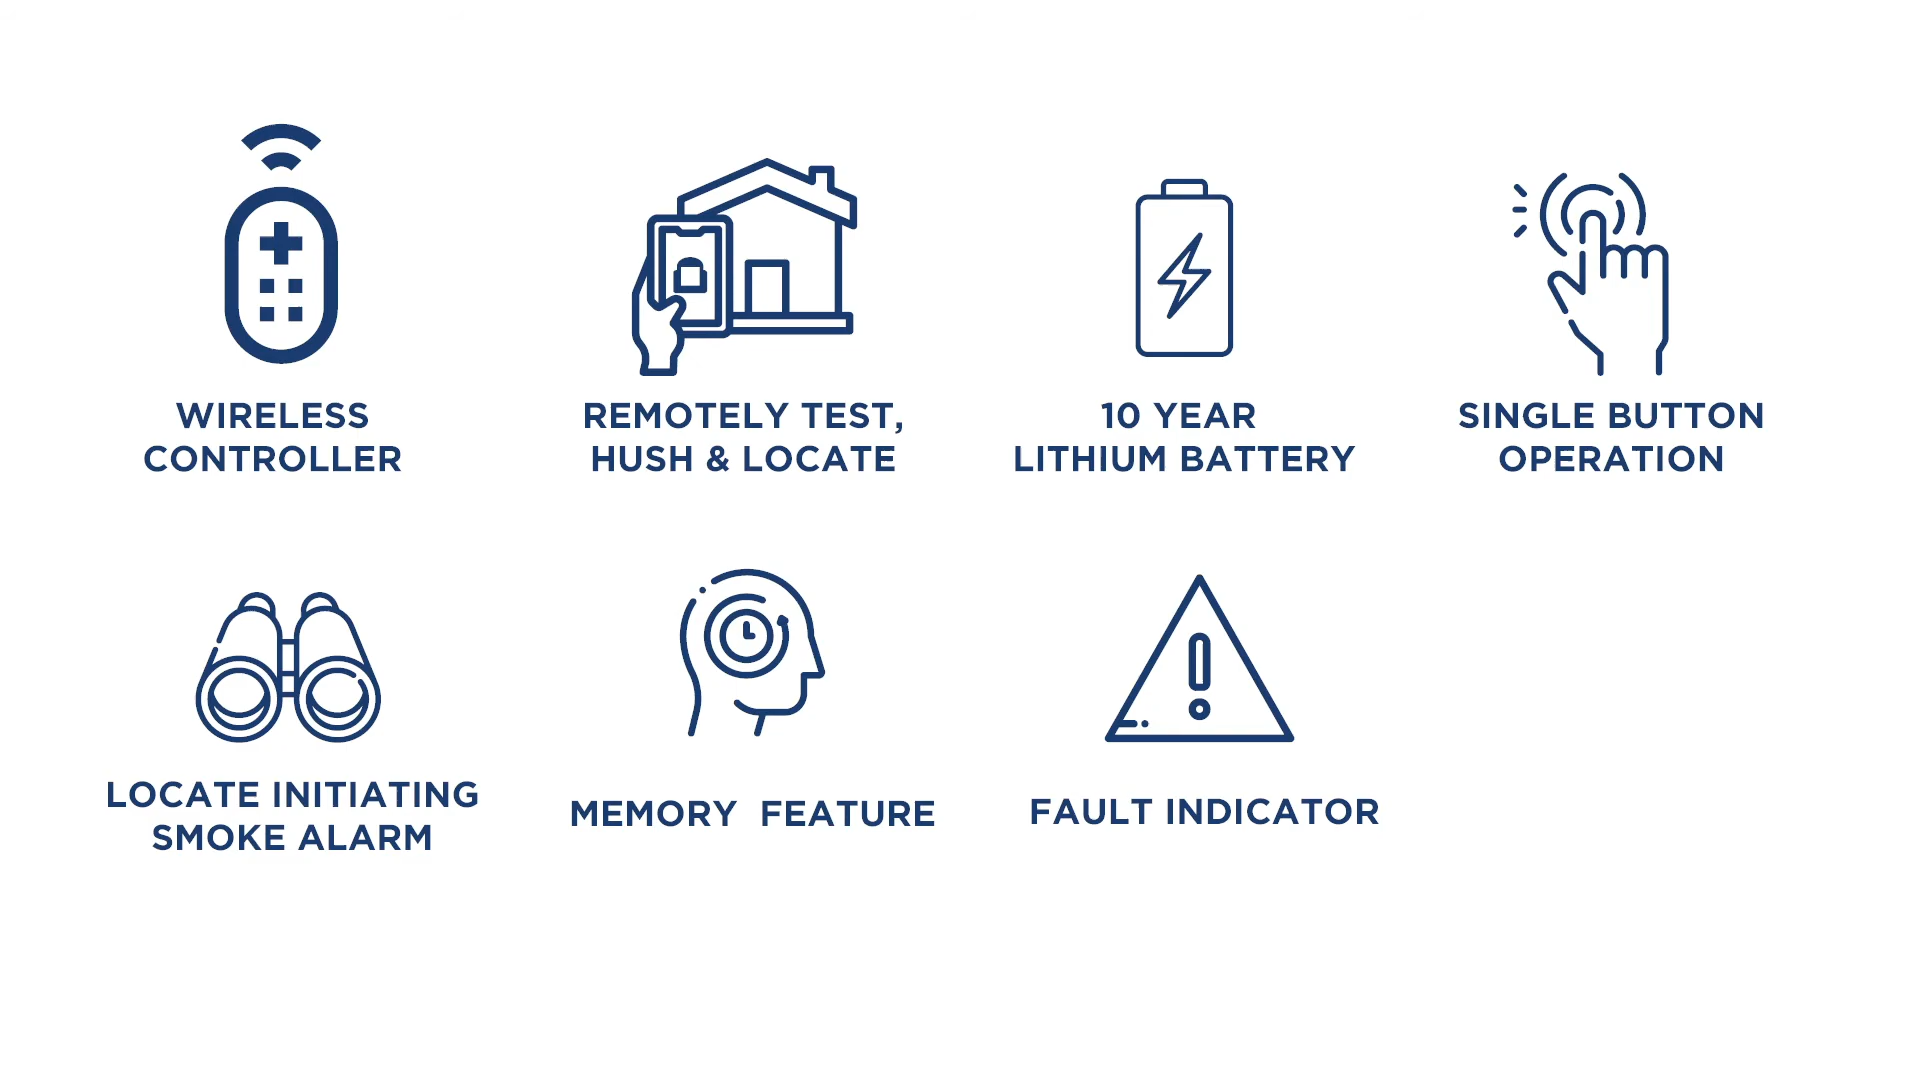 WIRELESS
CONTROLLER
REMOTELY TEST,
HUSH & LOCATE
10 YEAR
LITHIUM BATTERY
SINGLE BUTTON
OPERATION
LOCATE INITIATING
SMOKE ALARM
MEMORY  FEATURE
FAULT INDICATOR